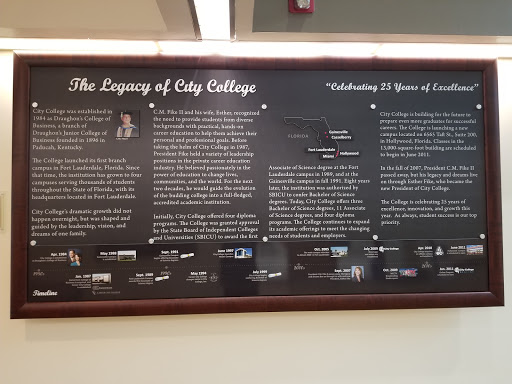 The Legacy of City College
"Celebrating 25 Years of Excellence"
City College was established in
1984 as Draughon's College of
Business, a branch of
Draughon's Junior College of
Business founded in 1896 in
Paducah, Kentucky.
The College launched its first branch
campus in Fort Lauderdale, Florida. Since
that time, the institution has grown to four
campuses serving thousands of students
throughout the State of Florida, with its
headquarters located in Fort Lauderdale.
City College's dramatic growth did not
happen overnight, but was shaped and
guided by the leadership, vision, and
dreams of one family.
C.M. Pike II and his wife, Esther, recognized
the need to provide students from diverse
backgrounds with practical, hands-on
career education to help them achieve their
personal and professional goals. Before
taking the helm of City College in 1987,
President Pike held a variety of leadership
positions in the private career education
industry. He believed passionately in the
power of education to change lives,
communities, and the world. For the next
two decades, he would guide the evolution
of the budding college into a full-fledged,
accredited academic institution.
Initially, City College offered four diploma
programs. The College was granted approval
by the State Board of Independent Colleges
and Universities (SBICU) to award the first
FLORIDA
Gainesville
Casselberry
Fort Lauderdale
Hollywood
Miami
Associate of Science degree at the Fort
Lauderdale campus in 1989, and at the
Gainesville campus in fall 1991. Eight years
later, the institution was authorized by
SBICU to confer Bachelor of Science
degrees. Today, City College offers three
Bachelor of Science degrees, 11 Associate
of Science degrees, and four diploma
programs. The College continues to expand
its academic offerings to meet the changing
needs of students and employers.
City College is building for the future to
prepare even more graduates for successful
careers. The College is launching a new
campus located on 6565 Taft St., Suite 200,
in Hollywood, Florida. Classes in the
13,000-square-foot building are scheduled
to begin in June 2011.
In the fall of 2007, President C.M. Pike II
passed away, but his legacy and dreams live
on through Esther Fike, who became the
new President of City College.
The College is celebrating 25 years of
excellence, innovation, and growth this
year. As always, student success is our top
priority.
Timeline